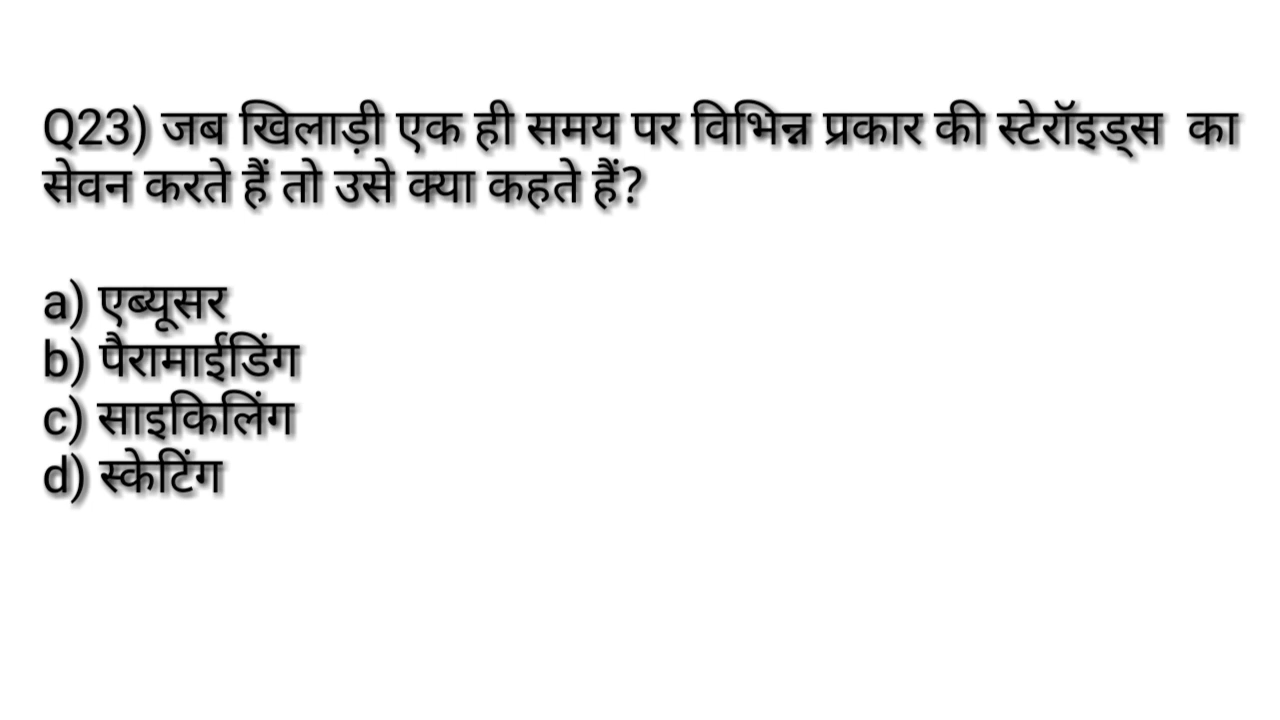 Q23) जब खिलाड़ी एक ही समय पर विभिन्न प्रकार की स्टेरॉइड्स का
सेवन करते हैं तो उसे क्या कहते हैं?
a) एब्यूसर
b) पैरामाईडिंग
c) साइकिलिंग
d) स्केटिंग